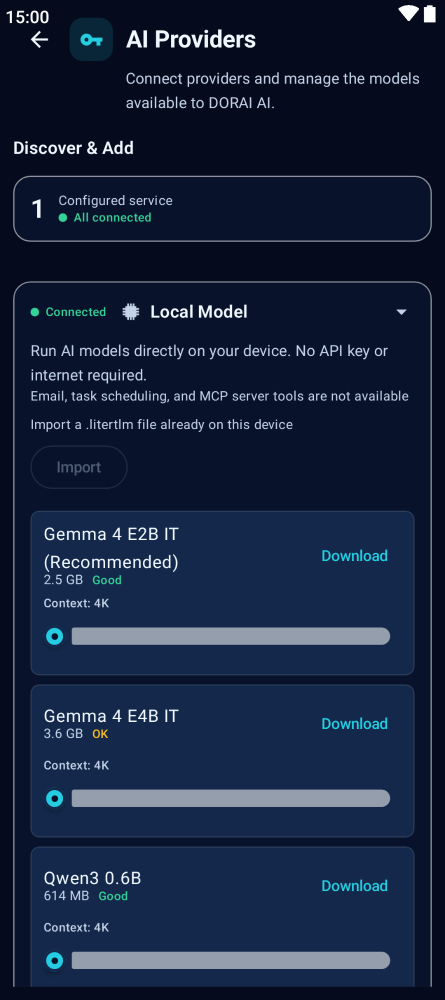 15:00
AI Providers
Connect providers and manage the models
available to DORAI AI.
Discover & Add
1
Configured service
All connected
Connected
Local Model
Run AI models directly on your device. No API key or
internet required.
Email, task scheduling, and MCP server tools are not available
Import a .litertlm file already on this device
Import
Gemma 4 E2B IT
(Recommended)
2.5 GB Good
Download
Context: 4K
Gemma 4 E4B IT
3.6 GB OK
Download
Context: 4K
Qwen3 0.6B
614 MB Good
Download
Context: 4K